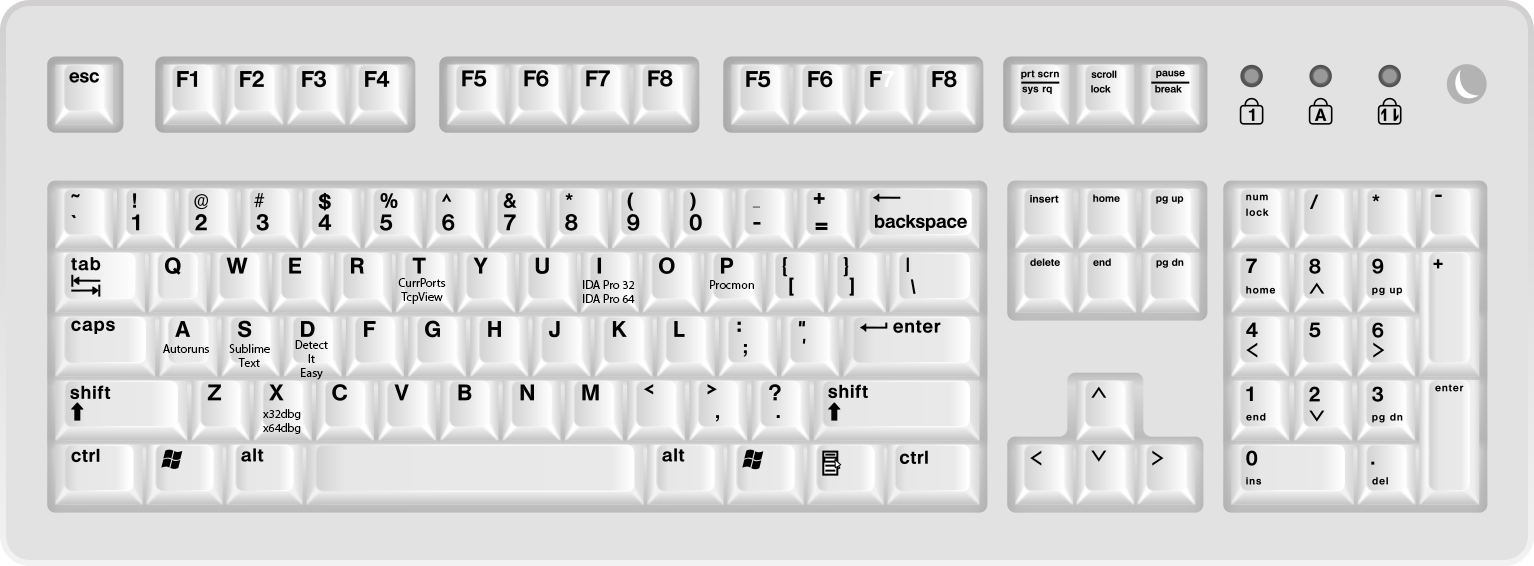 esc F1 F2 F3 F4 F5 F6 F7 F8 F5 F6 F7 F8 prt scrn scroll pause
sys rq lock break
1 A 1
~ ! @ # $ % ^ & * ( ) _ + ←
` 1 2 3 4 5 6 7 8 9 0 - = backspace
insert home pg up
num / * -
lock
tab Q W E R T Y U I O P { } |
CurrPorts IDA Pro 32 Procmon [ ] \
TcpView IDA Pro 64
delete end pg dn
7 8 9 +
home ^ pg up
caps A S D F G H J K L : " ↵ enter
Autoruns Sublime Detect ; '
Text It
Easy
4 5 6
< >
shift Z X C V B N M < > ? shift
x32dbg , .
x64dbg
^
1 2 3 enter
end ˅ pg dn
ctrl alt alt ctrl
< ˅ >
0 .
ins del